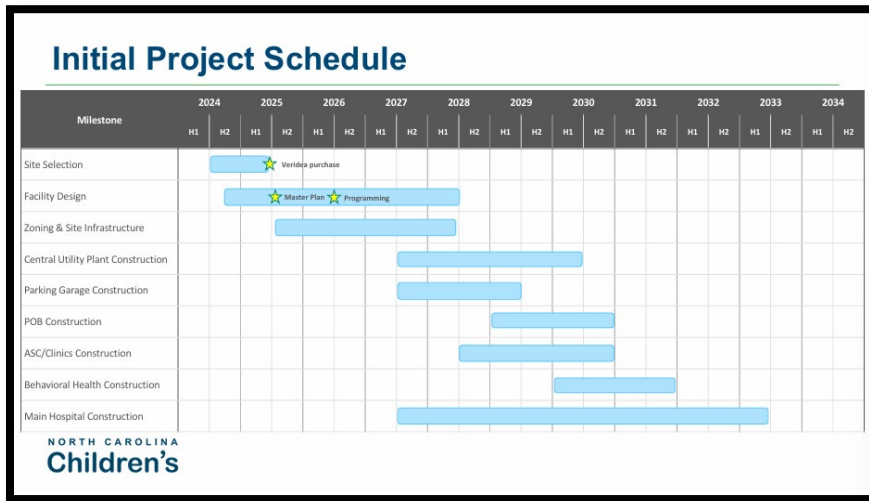 Initial Project Schedule
Milestone
2024 2025 2026 2027 2028 2029 2030 2031 2032 2033 2034
H1 H2 H1 H2 H1 H2 H1 H2 H1 H2 H1 H2 H1 H2 H1 H2 H1 H2 H1 H2 H1 H2
Site Selection Veridea purchase
Facility Design Master Plan Programming
Zoning & Site Infrastructure
Central Utility Plant Construction
Parking Garage Construction
POB Construction
ASC/Clinics Construction
Behavioral Health Construction
Main Hospital Construction
NORTH CAROLINA
Children's